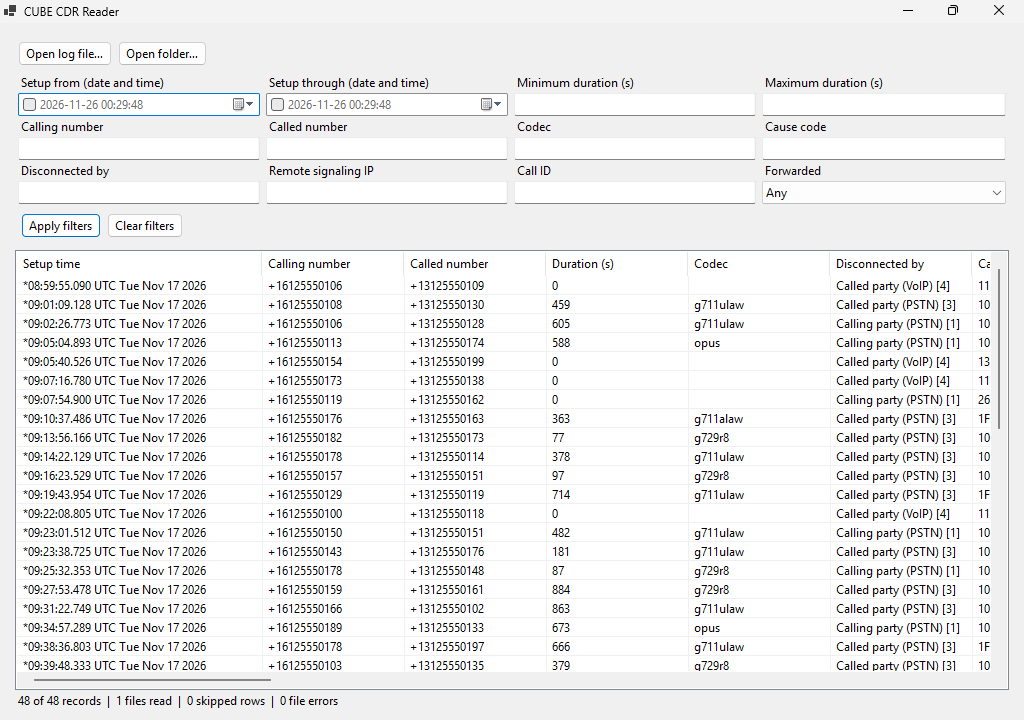 CUBE CDR Reader
Open log file... Open folder...
Setup from (date and time) Setup through (date and time) Minimum duration (s) Maximum duration (s)
2026-11-26 00:29:48 2026-11-26 00:29:48
Calling number Called number Codec Cause code
Disconnected by Remote signaling IP Call ID Forwarded
Any
Apply filters Clear filters
Setup time Calling number Called number Duration (s) Codec Disconnected by Ca
*08:59:55.090 UTC Tue Nov 17 2026 +16125550106 +13125550109 0 Called party (VoIP) [4] 11
*09:01:09.128 UTC Tue Nov 17 2026 +16125550108 +13125550130 459 g711ulaw Called party (PSTN) [3] 10
*09:02:26.773 UTC Tue Nov 17 2026 +16125550106 +13125550128 605 g711ulaw Calling party (PSTN) [1] 10
*09:05:04.893 UTC Tue Nov 17 2026 +16125550113 +13125550174 588 opus Calling party (PSTN) [1] 10
*09:05:40.526 UTC Tue Nov 17 2026 +16125550154 +13125550199 0 Called party (VoIP) [4] 13
*09:07:16.780 UTC Tue Nov 17 2026 +16125550173 +13125550138 0 Called party (VoIP) [4] 11
*09:07:54.900 UTC Tue Nov 17 2026 +16125550119 +13125550162 0 Calling party (PSTN) [1] 26
*09:10:37.486 UTC Tue Nov 17 2026 +16125550176 +13125550163 363 g711alaw Called party (PSTN) [3] 1F
*09:13:56.166 UTC Tue Nov 17 2026 +16125550182 +13125550173 77 g729r8 Called party (PSTN) [3] 10
*09:14:22.129 UTC Tue Nov 17 2026 +16125550178 +13125550114 378 g711ulaw Called party (PSTN) [3] 10
*09:16:23.529 UTC Tue Nov 17 2026 +16125550157 +13125550151 97 g729r8 Called party (PSTN) [3] 10
*09:19:43.954 UTC Tue Nov 17 2026 +16125550129 +13125550119 714 g711ulaw Called party (PSTN) [3] 1F
*09:22:08.805 UTC Tue Nov 17 2026 +16125550100 +13125550118 0 Called party (VoIP) [4] 11
*09:23:01.512 UTC Tue Nov 17 2026 +16125550150 +13125550151 482 g711ulaw Calling party (PSTN) [1] 10
*09:23:38.725 UTC Tue Nov 17 2026 +16125550143 +13125550176 181 g711ulaw Called party (PSTN) [3] 10
*09:25:32.353 UTC Tue Nov 17 2026 +16125550178 +13125550148 87 g729r8 Calling party (PSTN) [1] 10
*09:27:53.478 UTC Tue Nov 17 2026 +16125550159 +13125550161 884 g729r8 Called party (PSTN) [3] 10
*09:31:22.749 UTC Tue Nov 17 2026 +16125550166 +13125550102 863 g711ulaw Called party (PSTN) [3] 10
*09:34:57.289 UTC Tue Nov 17 2026 +16125550189 +13125550133 673 opus Calling party (PSTN) [1] 10
*09:38:36.803 UTC Tue Nov 17 2026 +16125550178 +13125550197 666 g711ulaw Called party (PSTN) [3] 1F
*09:39:48.333 UTC Tue Nov 17 2026 +16125550103 +13125550135 379 g729r8 Called party (PSTN) [3] 10
48 of 48 records | 1 files read | 0 skipped rows | 0 file errors